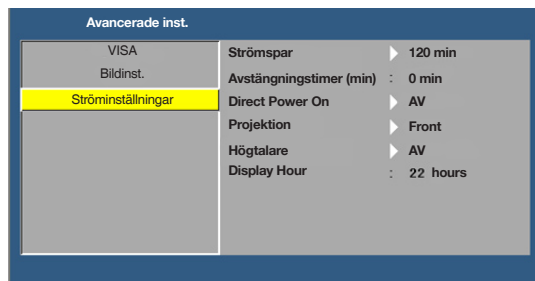 Avancerade inst.
VISA
Bildinst.
Ströminställningar
Strömspar 120 min
Avstängningstimer (min) : 0 min
Direct Power On AV
Projektion Front
Högtalare AV
Display Hour : 22 hours